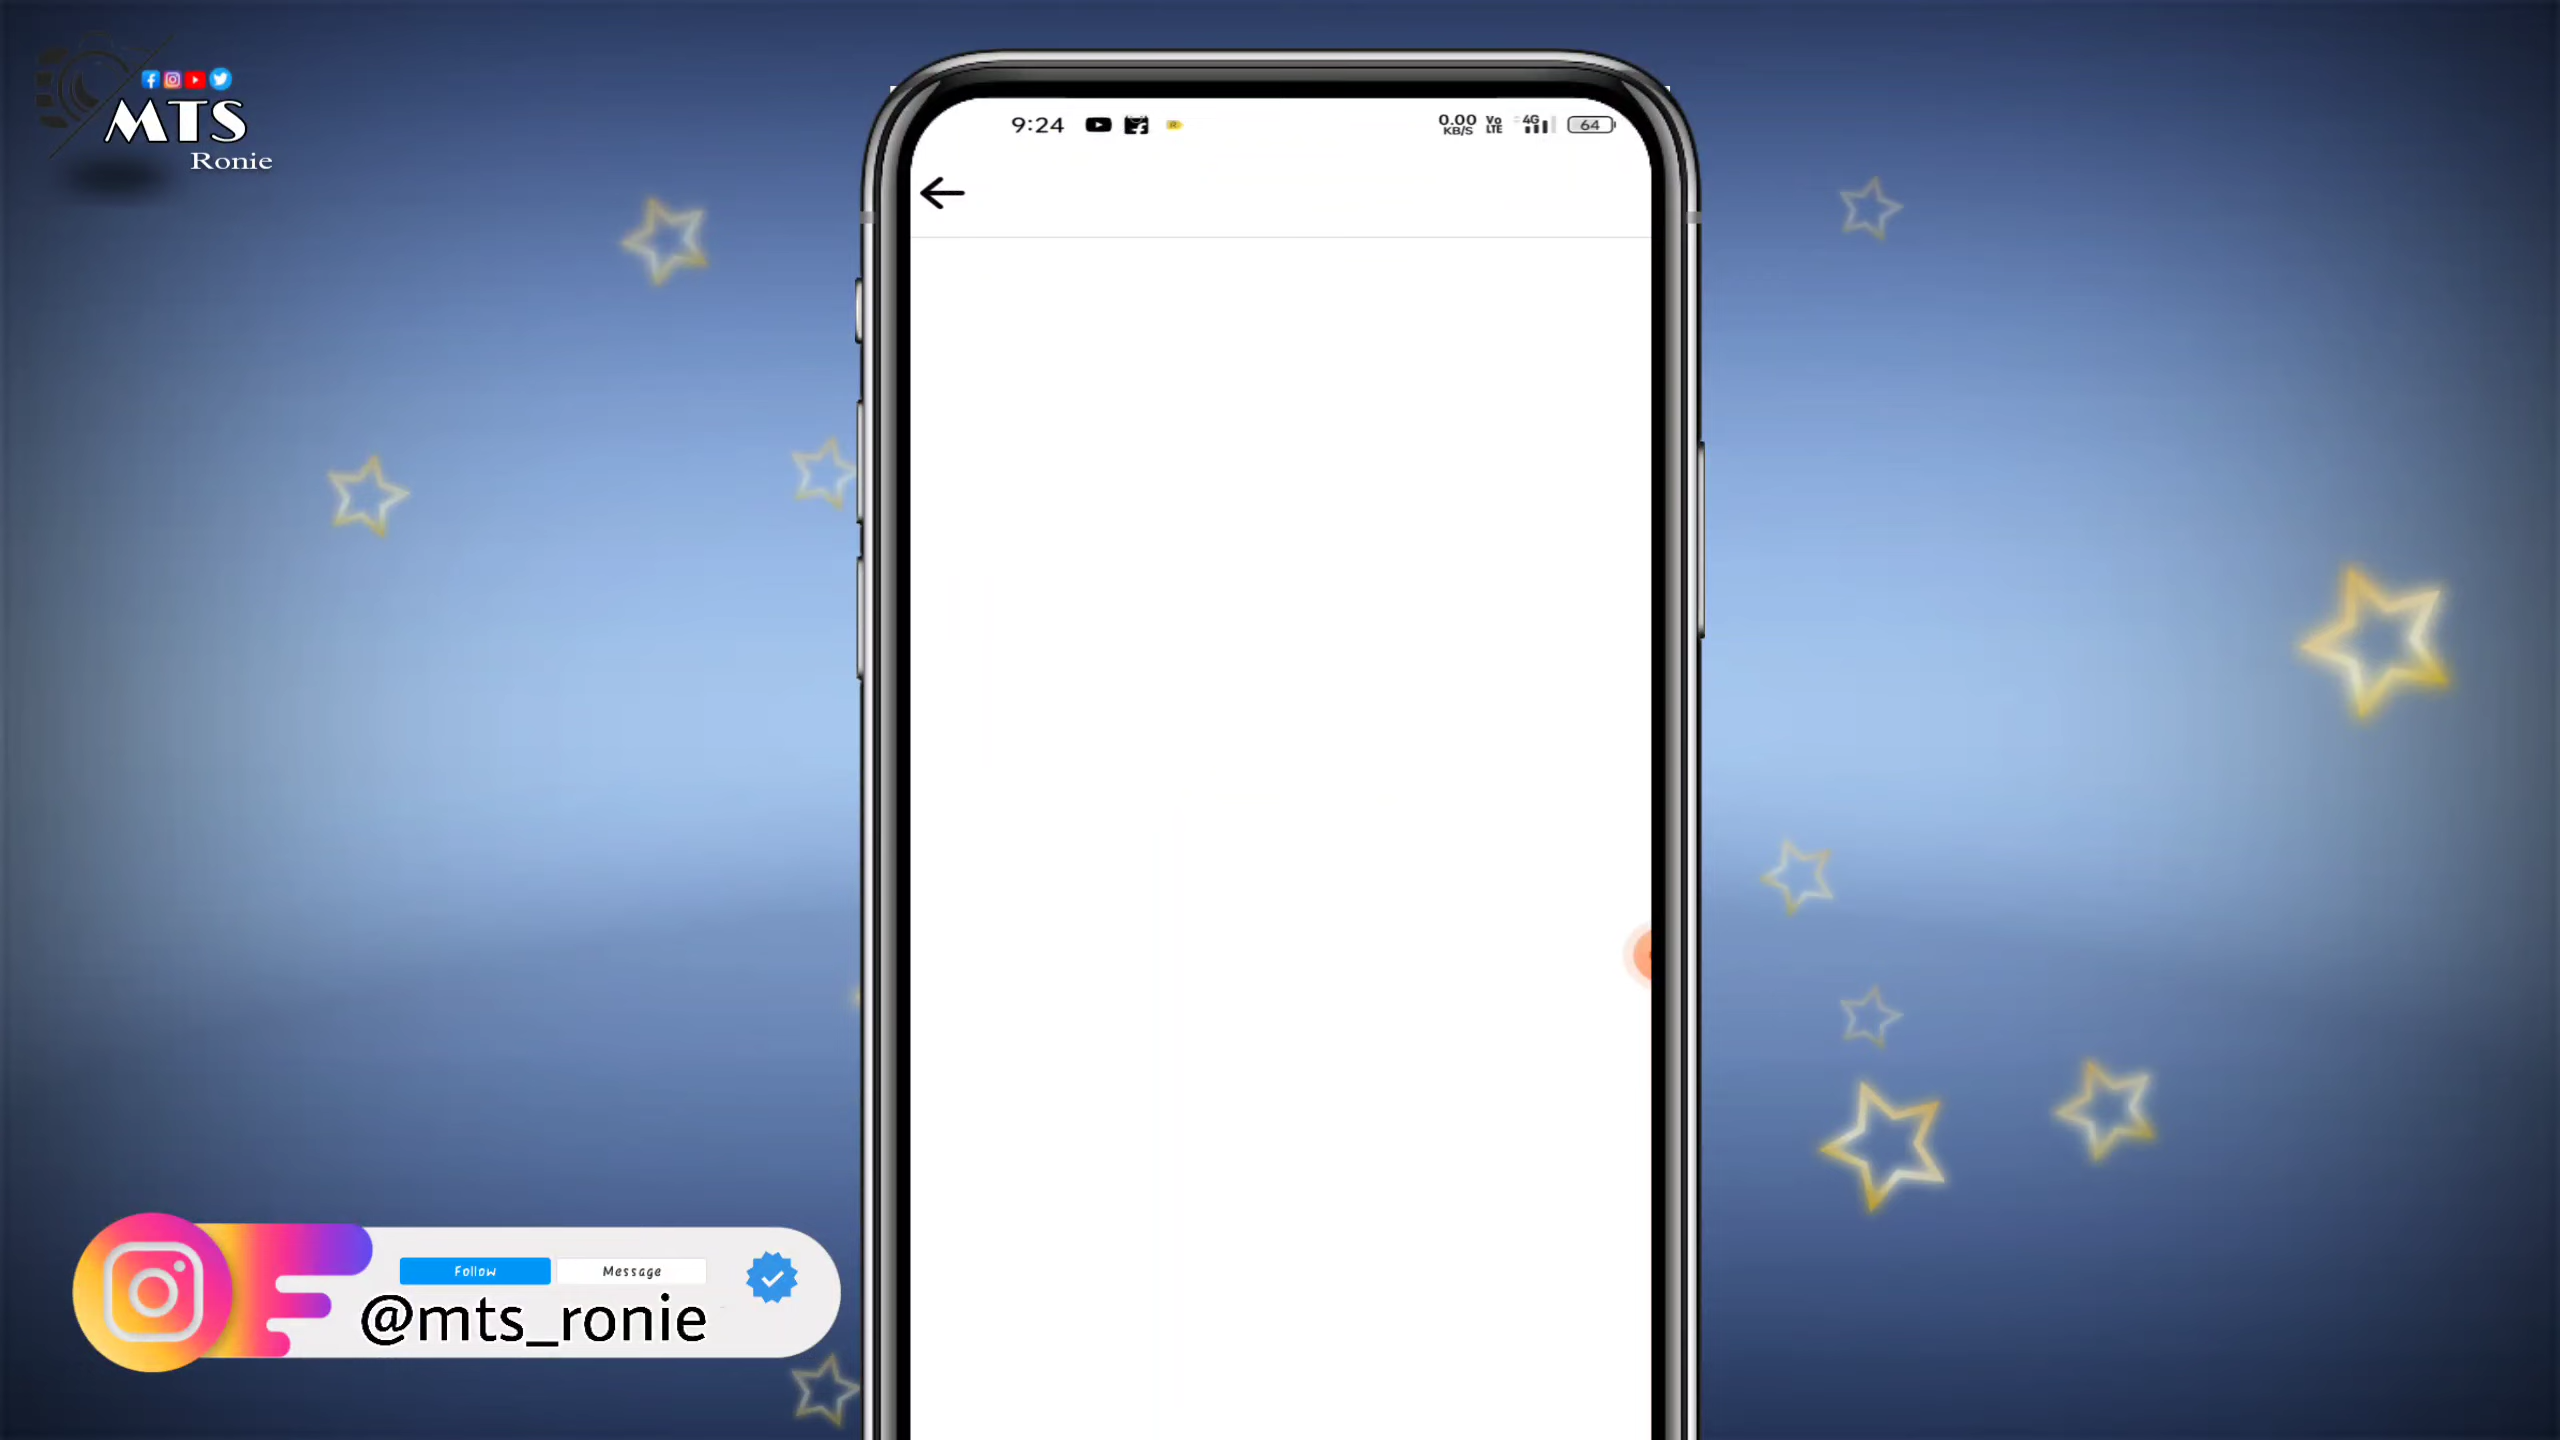 MTS
Ronie
9:24
0.00
KB/S
Vo
LTE
4G
64
Follow
Message
@mts_ronie